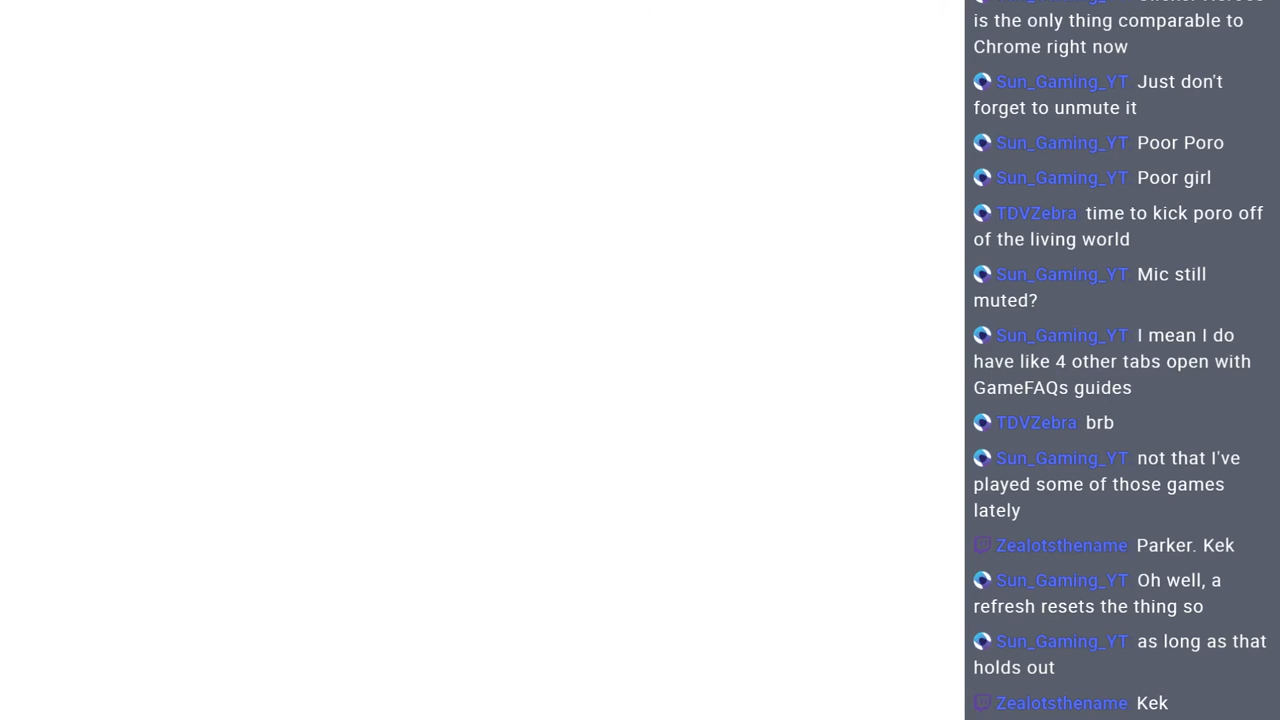 is the only thing comparable to
Chrome right now
Sun_Gaming_YT Just don't
forget to unmute it
Sun_Gaming_YT Poor Poro
Sun_Gaming_YT Poor girl
TDVZebra time to kick poro off
of the living world
Sun_Gaming_YT Mic still
muted?
Sun_Gaming_YT I mean I do
have like 4 other tabs open with
GameFAQs guides
TDVZebra brb
Sun_Gaming_YT not that I've
played some of those games
lately
Zealotsthename Parker. Kek
Sun_Gaming_YT Oh well, a
refresh resets the thing so
Sun_Gaming_YT as long as that
holds out
Zealotsthename Kek